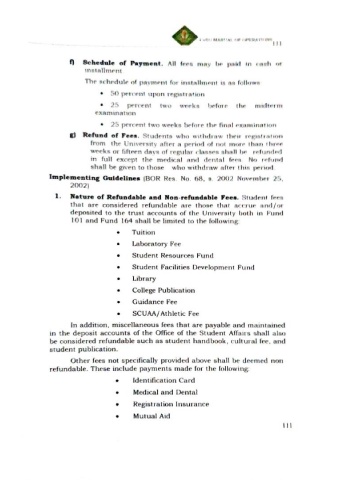 111
f) Schedule of Payment. All fees may be paid in cash or
installment
The schedule of payment for installment is as follows
• 50 percent upon registration
• 25 percent two weeks before the midterm
examination
• 25 percent two weeks before the final examination
g) Refund of Fees. Students who withdraw their registration
from the University after a period of not more than three
weeks or fifteen days of regular classes shall be refunded
in full except the medical and dental fees. No refund
shall be given to those who withdraw after this period.
Implementing Guidelines (BOR Res. No. 68, s. 2002 November 25,
2002)
1. Nature of Refundable and Non-refundable Fees. Student fees
that are considered refundable are those that accrue and/or
deposited to the trust accounts of the University both in Fund
101 and Fund 164 shall be limited to the following:
• Tuition
• Laboratory Fee
• Student Resources Fund
• Student Facilities Development Fund
• Library
• College Publication
• Guidance Fee
• SCUAA/Athletic Fee
In addition, miscellaneous fees that are payable and maintained
in the deposit accounts of the Office of the Student Affairs shall also
be considered refundable such as student handbook, cultural fee, and
student publication.
Other fees not specifically provided above shall be deemed non
refundable. These include payments made for the following:
• Identification Card
• Medical and Dental
• Registration Insurance
• Mutual Aid
111